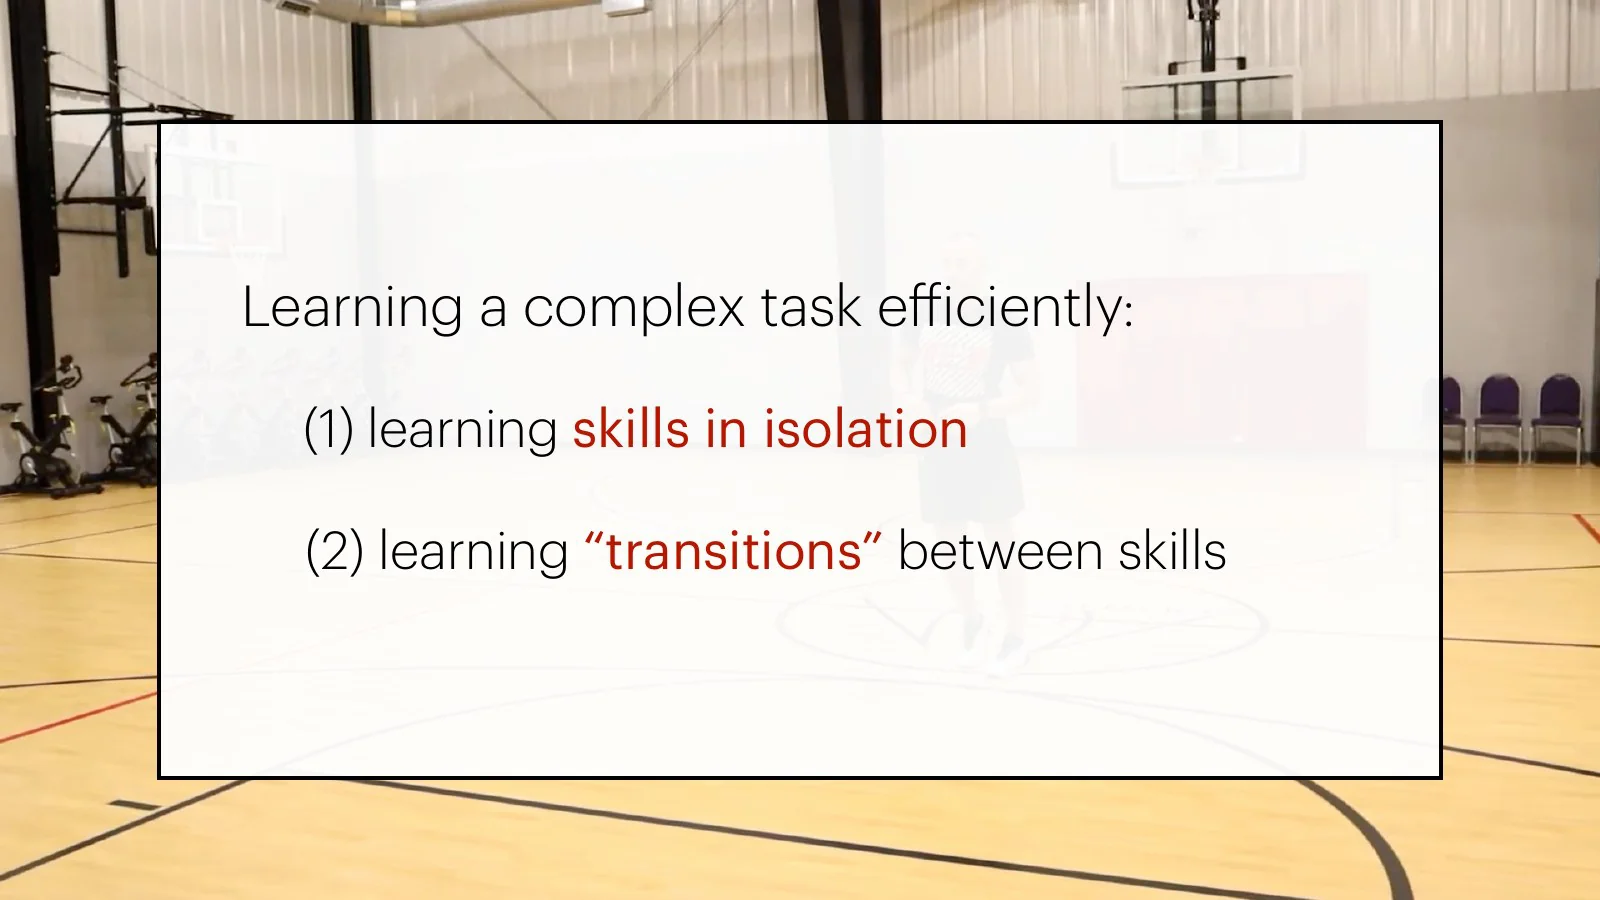 Learning a complex task efficiently:
(1) learning skills in isolation
(2) learning “transitions” between skills